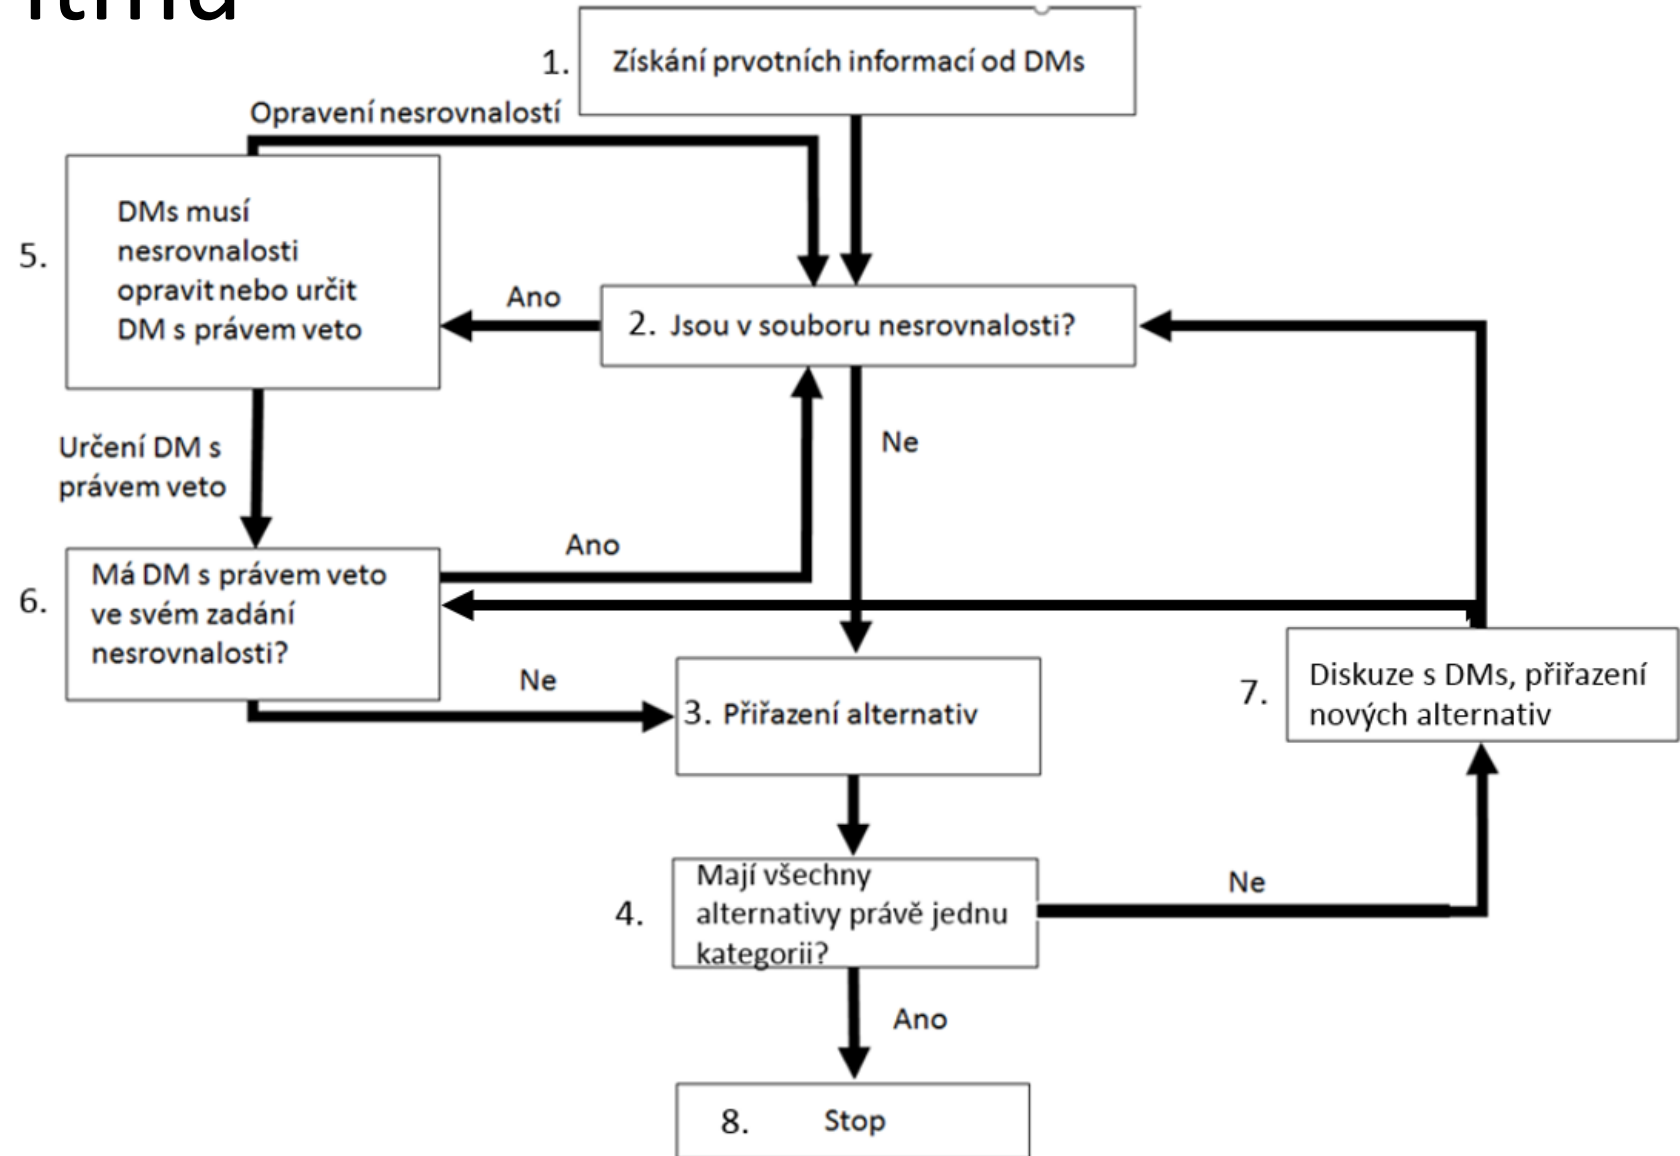 1. Získání prvotních informací od DMs
Opravení nesrovnalostí
5.
DMs musí
nesrovnalosti
opravit nebo určit
DM s právem veto
Ano
2. Jsou v souboru nesrovnalosti?
Určení DM s
právem veto
Ne
Ano
6.
Má DM s právem veto
ve svém zadání
nesrovnalosti?
Ne
3. Přiřazení alternativ
7.
Diskuze s DMs, přiřazení
nových alternativ
4.
Mají všechny
alternativy právě jednu
kategorii?
Ne
Ano
8. Stop